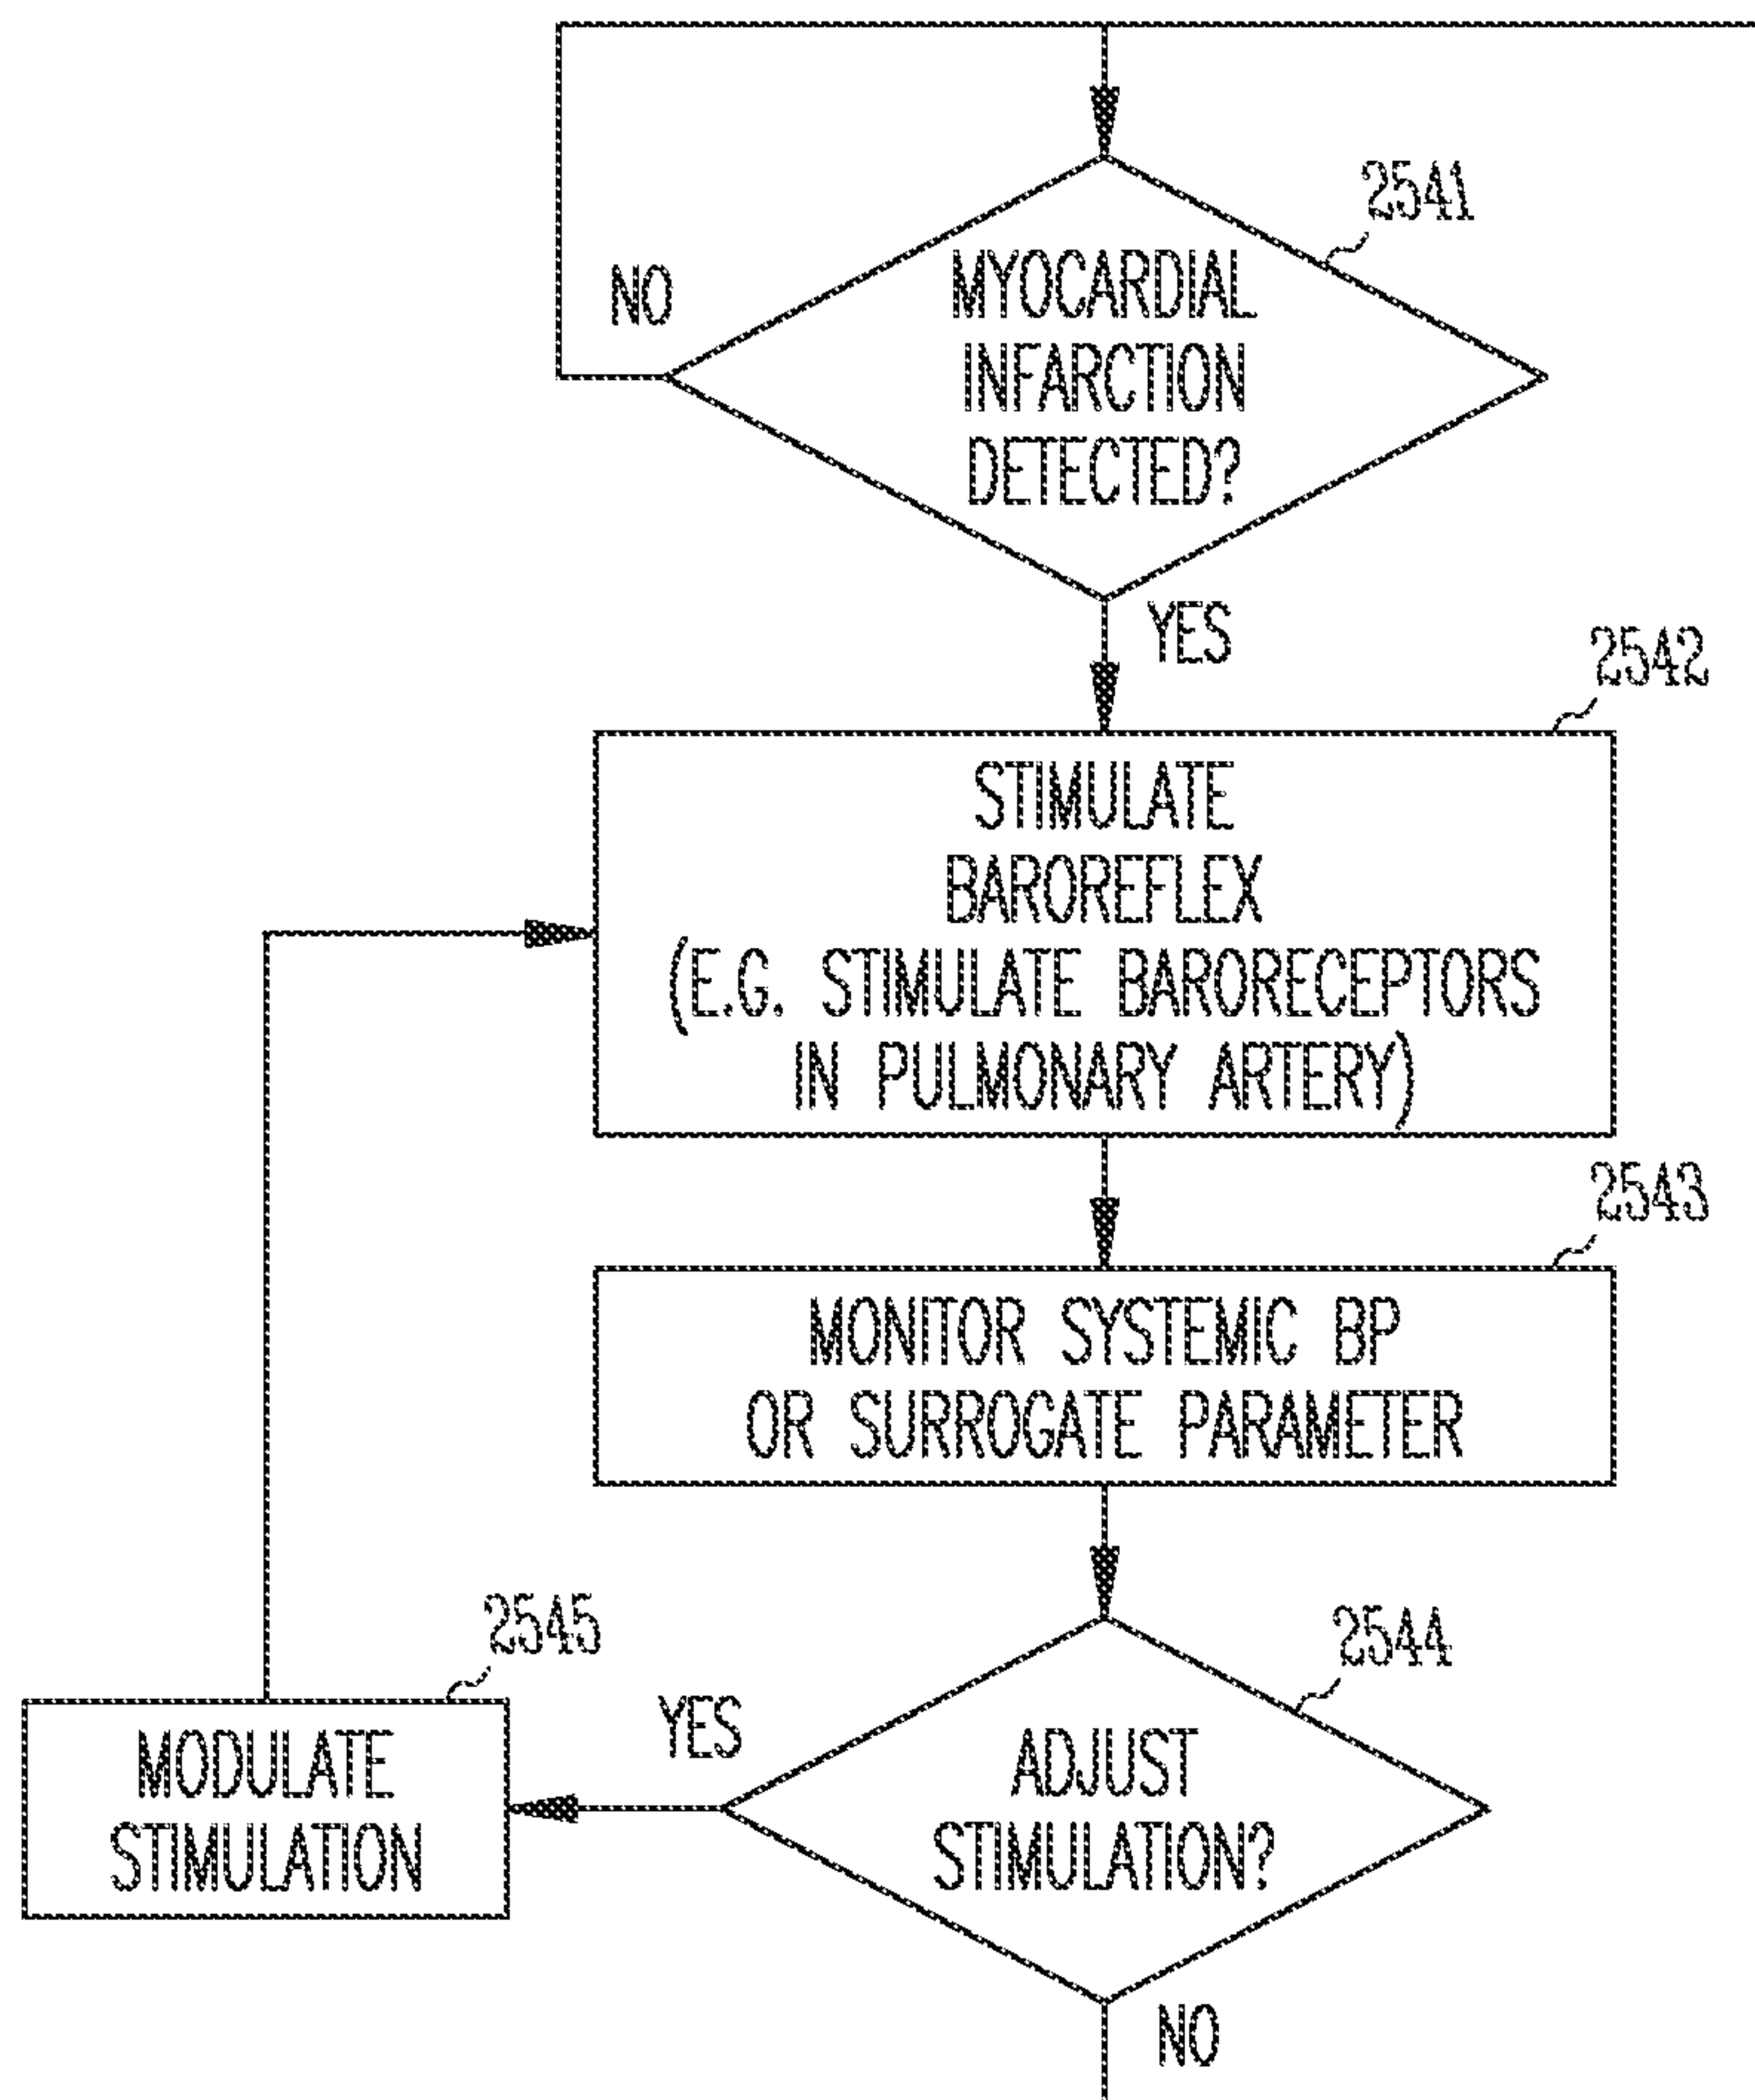 2541
NO
MYOCARDIAL
INFARCTION
DETECTED?
YES
2542
STIMULATE
BAROREFLEX
(E.G. STIMULATE BARORECEPTORS
IN PULMONARY ARTERY)
2543
MONITOR SYSTEMIC BP
OR SURROGATE PARAMETER
2545
2544
YES
MODULATE
STIMULATION
ADJUST
STIMULATION?
NO